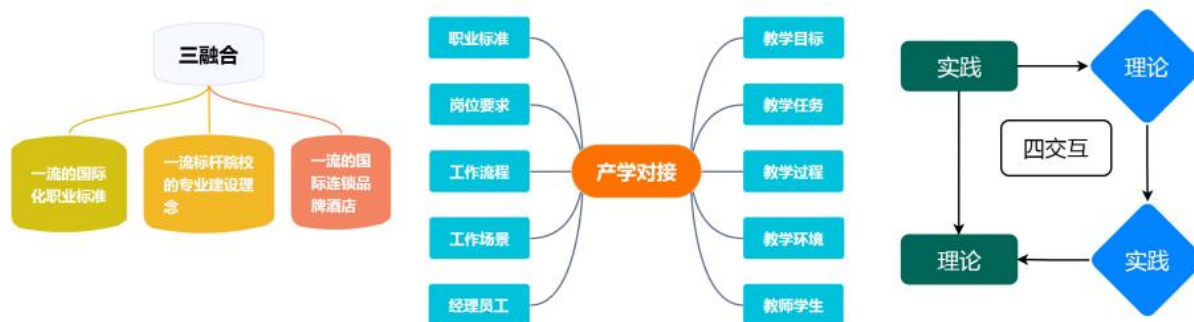 三融合
一流的国际
化职业标准
一流标杆院校
的专业建设理
念
一流的国
际连锁品
牌酒店
职业标准
岗位要求
工作流程
工作场景
经理员工
产学对接
教学目标
教学任务
教学过程
教学环境
教师学生
实践
理论
四交互
理论
实践